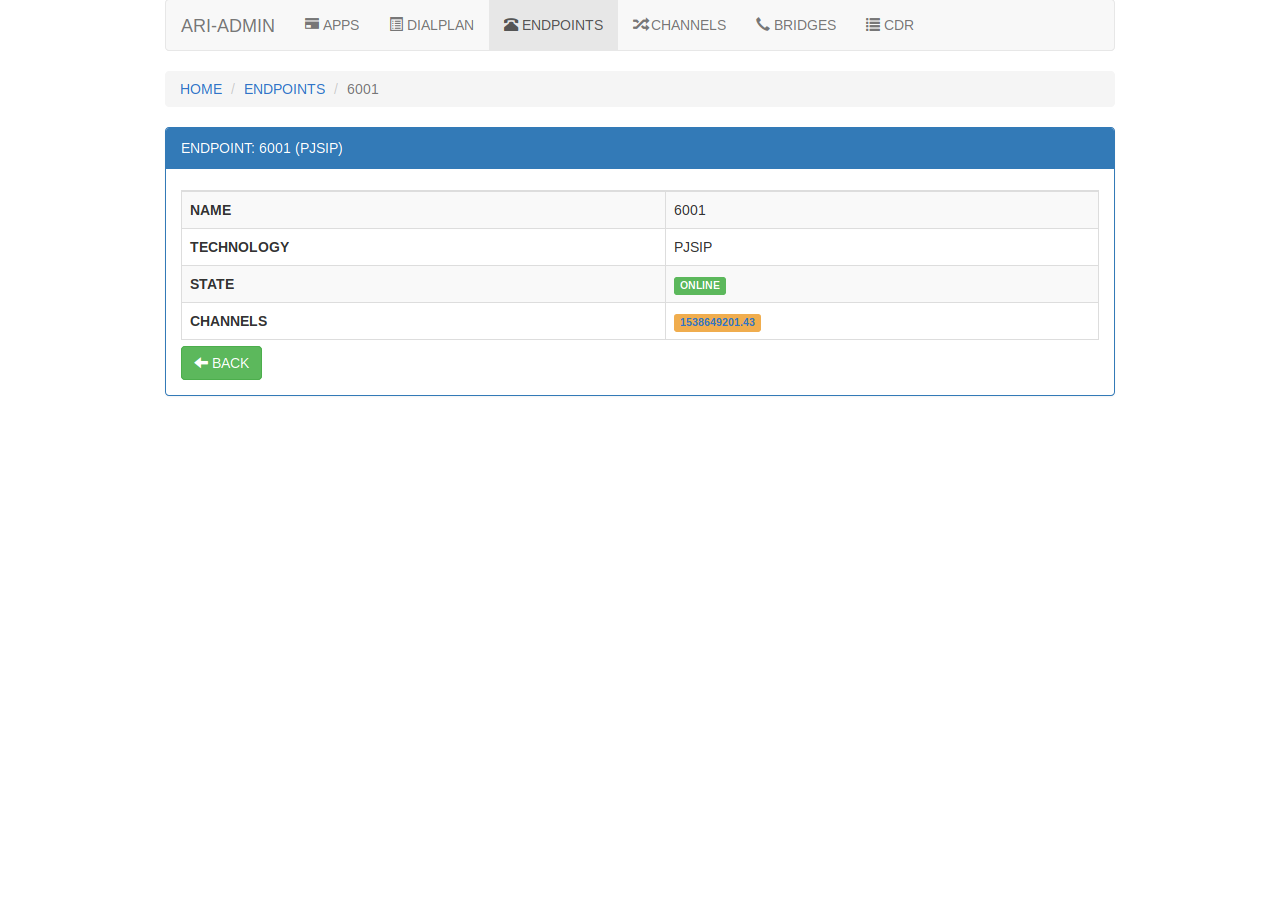 ARI-ADMIN APPS DIALPLAN ENDPOINTS CHANNELS BRIDGES CDR
HOME / ENDPOINTS / 6001
ENDPOINT: 6001 (PJSIP)
NAME 6001
TECHNOLOGY PJSIP
STATE ONLINE
CHANNELS 1538649201.43
BACK